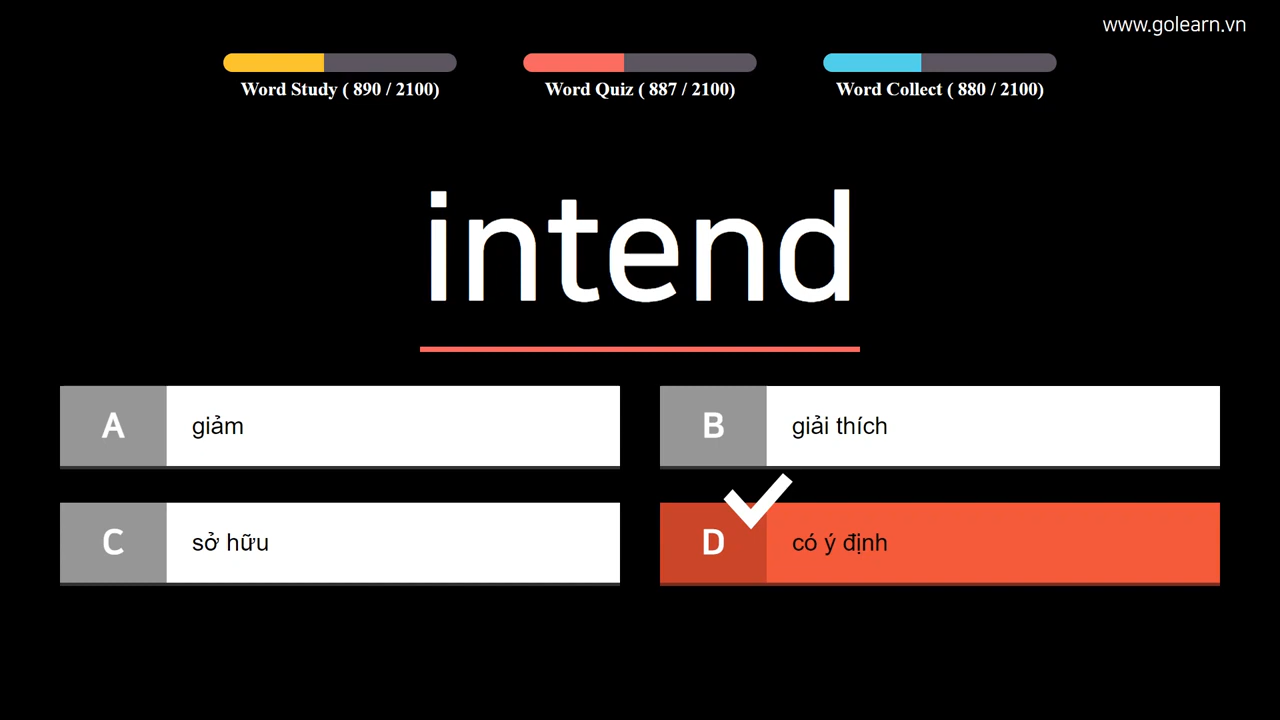 www.golearn.vn
Word Study ( 890 / 2100)
Word Quiz ( 887 / 2100)
Word Collect ( 880 / 2100)
intend
A giảm
B giải thích
C sở hữu
D có ý định